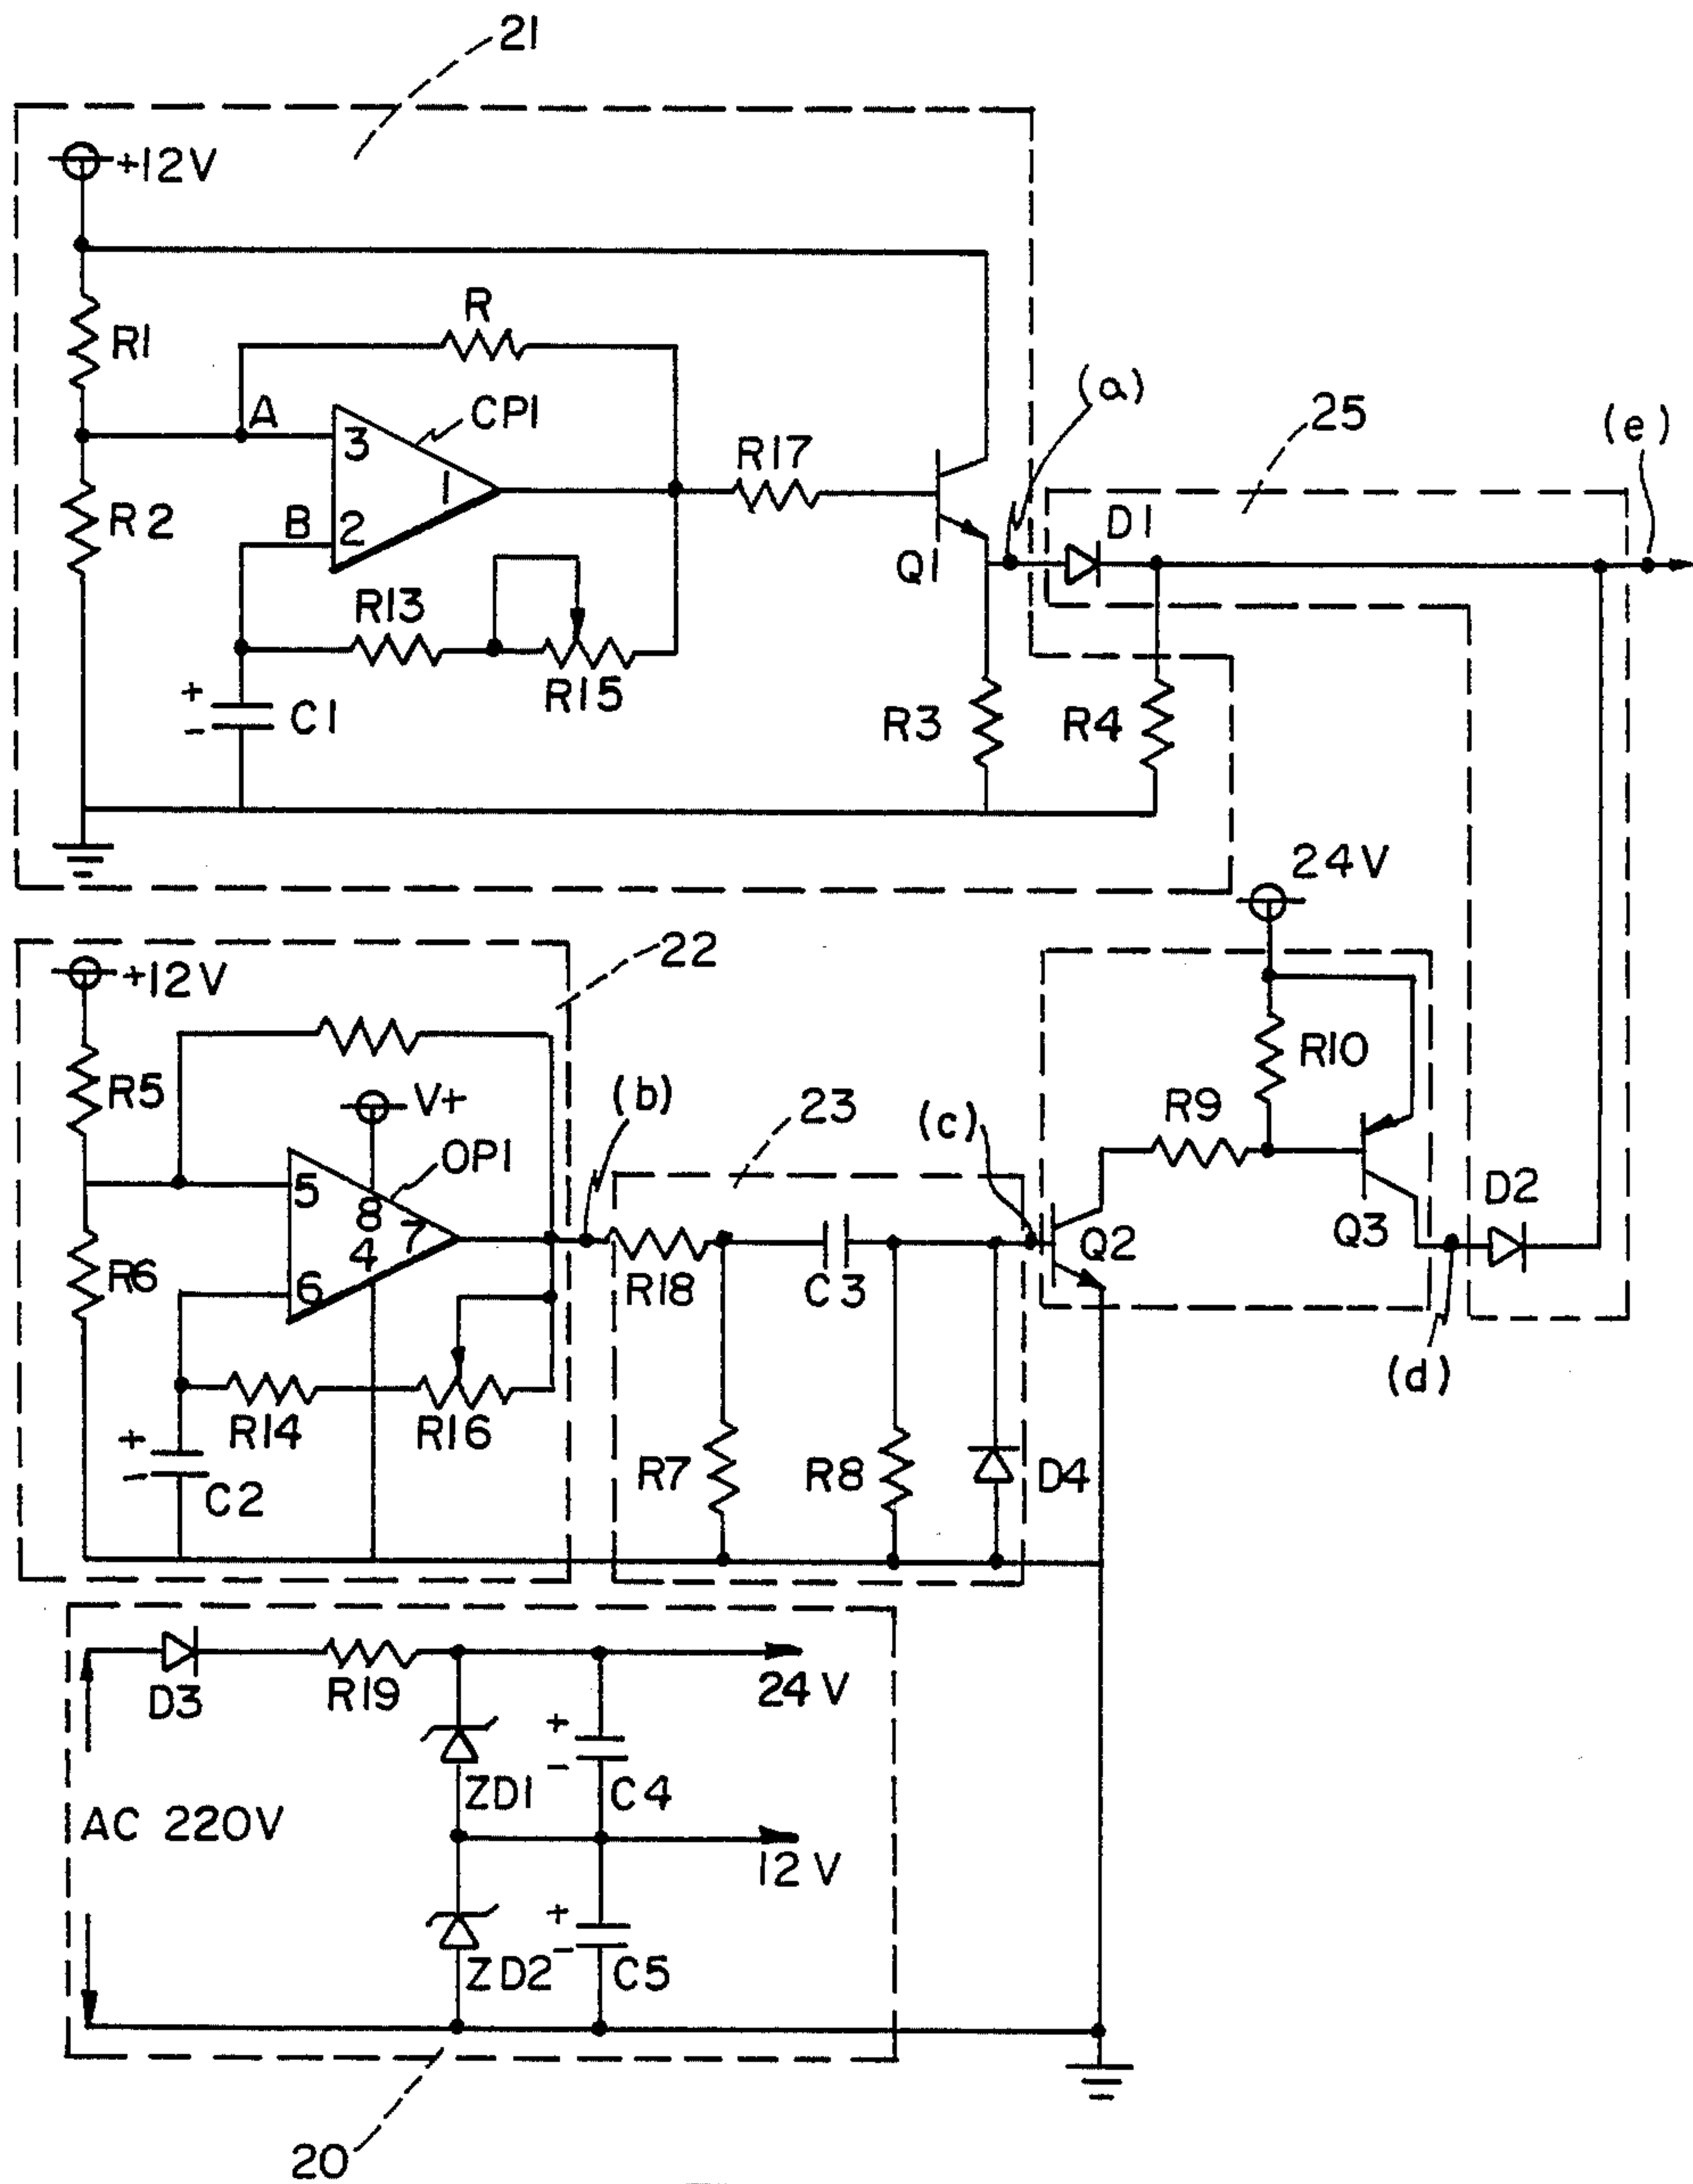 21
+12V
R1
R
A
CP1
3
1
R17
(a)
25
(e)
R2
B
2
D1
Q1
R13
R15
+
-
C1
R3
R4
24V
22
+12V
R5
V+
(b)
23
(c)
R10
R9
OP1
5
8
7
4
6
R6
R18
C3
Q2
Q3
D2
(d)
R14
R16
+
-
C2
R7
R8
D4
D3
R19
24V
+
-
ZD1
C4
AC 220V
12V
+
-
ZD2
C5
20